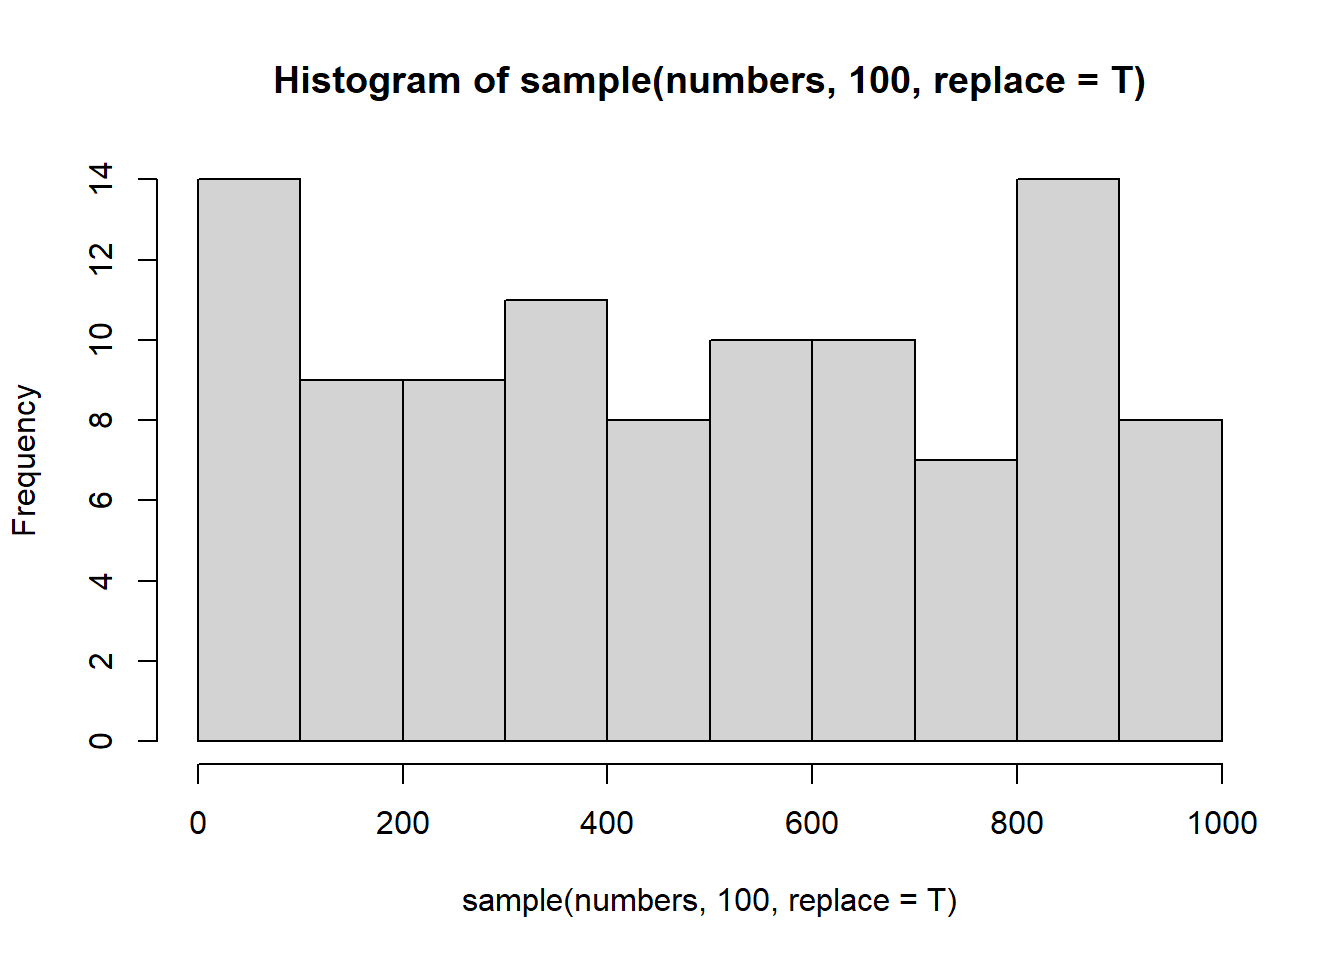 Histogram of sample(numbers, 100, replace = T)
14
12
10
8
6
4
2
0
Frequency
0 200 400 600 800 1000
sample(numbers, 100, replace = T)